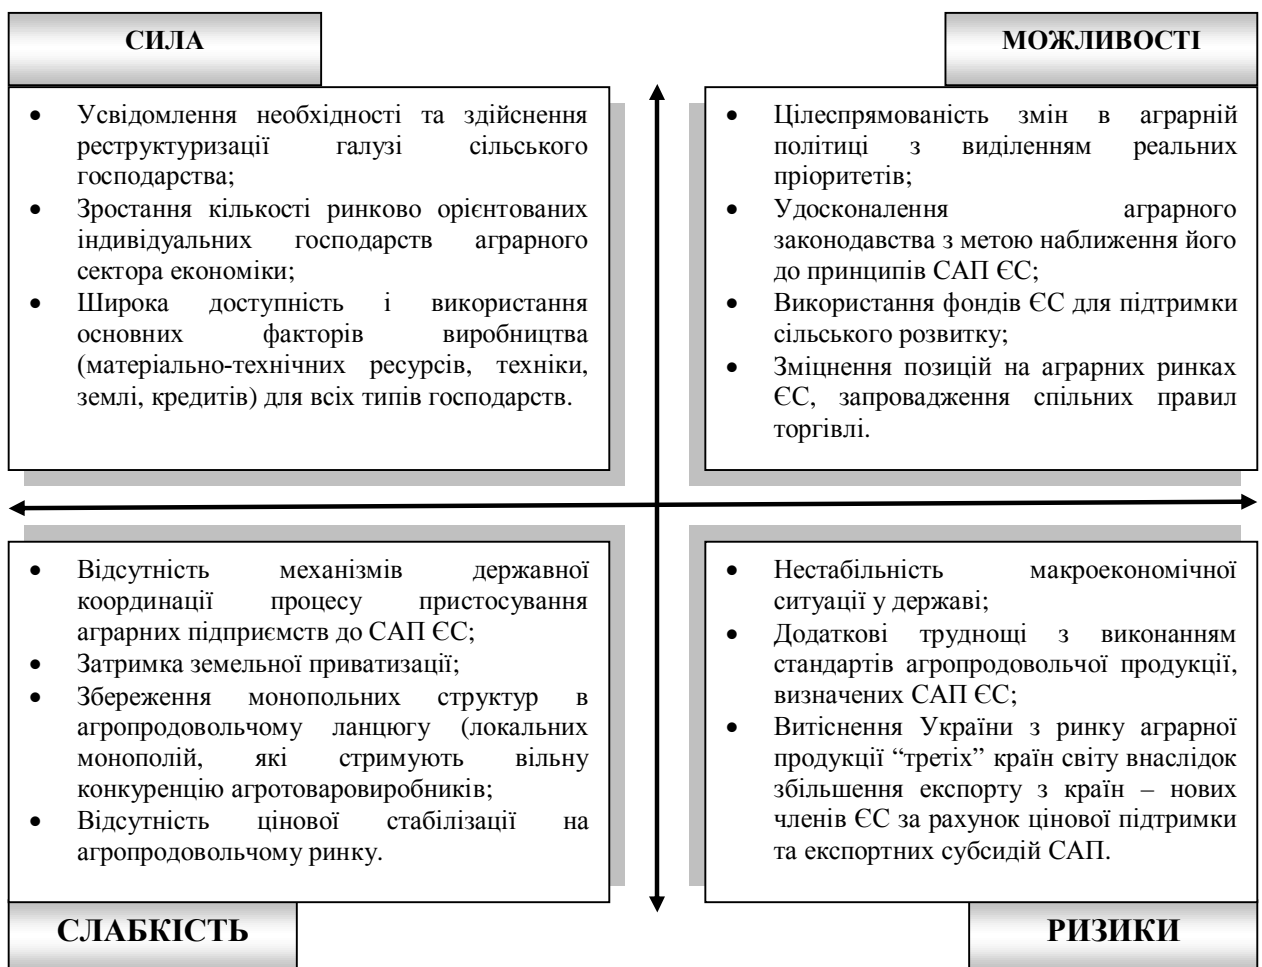 СИЛА
• Усвідомлення необхідності та здійснення
реструктуризації галузі сільського
господарства;
• Зростання кількості ринково орієнтованих
індивідуальних господарств аграрного
сектора економіки;
• Широка доступність і використання
основних факторів виробництва
(матеріально-технічних ресурсів, техніки,
землі, кредитів) для всіх типів господарств.
МОЖЛИВОСТІ
• Цілеспрямованість змін в аграрній
політиці з виділенням реальних
пріоритетів;
• Удосконалення аграрного
законодавства з метою наближення його
до принципів САП ЄС;
• Використання фондів ЄС для підтримки
сільського розвитку;
• Зміцнення позицій на аграрних ринках
ЄС, запровадження спільних правил
торгівлі.
• Відсутність механізмів державної
координації процесу пристосування
аграрних підприємств до САП ЄС;
• Затримка земельної приватизації;
• Збереження монопольних структур в
агропродовольчому ланцюгу (локальних
монополій, які стримують вільну
конкуренцію агротоваровиробників;
• Відсутність цінової стабілізації на
агропродовольчому ринку.
СЛАБКІСТЬ
• Нестабільність макроекономічної
ситуації у державі;
• Додаткові труднощі з виконанням
стандартів агропродовольчої продукції,
визначених САП ЄС;
• Витіснення України з ринку аграрної
продукції “третіх” країн світу внаслідок
збільшення експорту з країн – нових
членів ЄС за рахунок цінової підтримки
та експортних субсидій САП.
РИЗИКИ